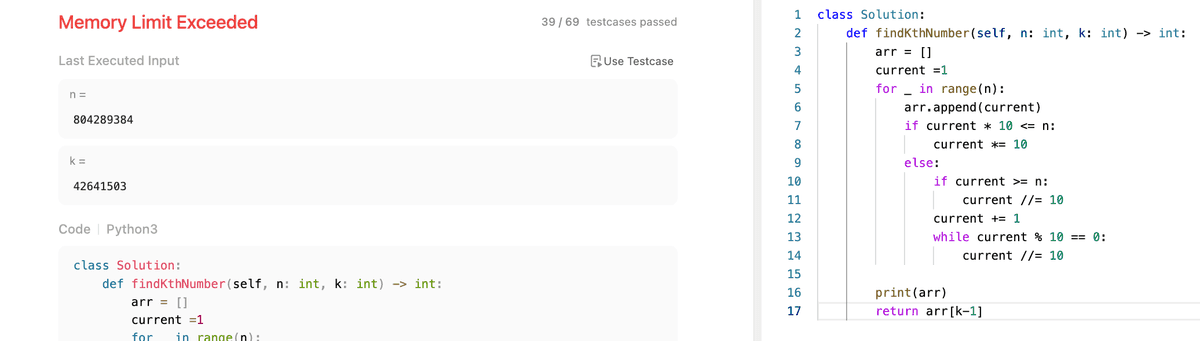 Memory Limit Exceeded
39 / 69 testcases passed
Last Executed Input
Use Testcase
n =
804289384
k =
42641503
Code | Python3
class Solution:
    def findKthNumber(self, n: int, k: int) -> int:
        arr = []
        current =1
        for _ in range(n):
1 class Solution:
2     def findKthNumber(self, n: int, k: int) -> int:
3         arr = []
4         current =1
5         for _ in range(n):
6             arr.append(current)
7             if current * 10 <= n:
8                 current *= 10
9             else:
10                 if current >= n:
11                     current //= 10
12                 current += 1
13                 while current % 10 == 0:
14                     current //= 10
15
16         print(arr)
17         return arr[k-1]